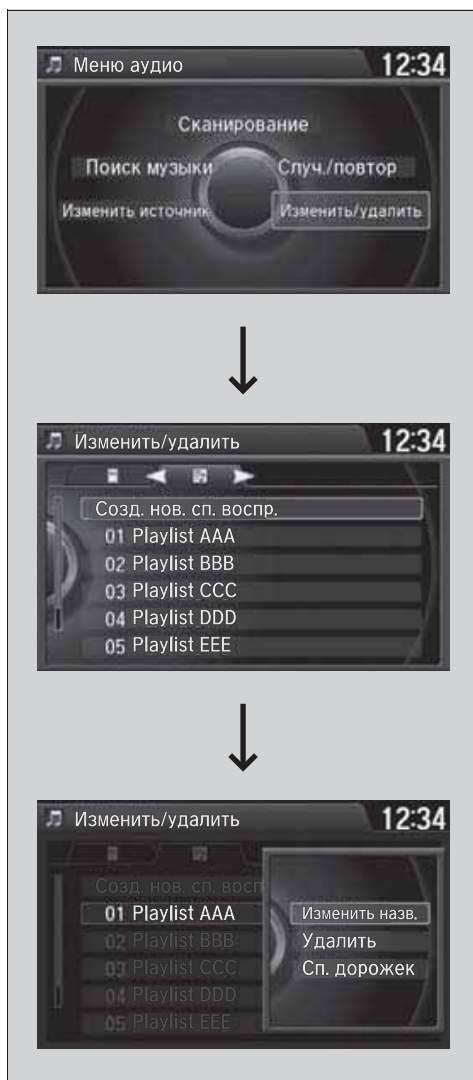 Меню аудио 12:34
Сканирование
Поиск музыки Случ./повтор
Изменить источник Изменить/удалить
Изменить/удалить 12:34
Созд. нов. сп. воспр.
01 Playlist AAA
02 Playlist BBB
03 Playlist CCC
04 Playlist DDD
05 Playlist EEE
Изменить/удалить 12:34
Созд. нов. сп. восп
01 Playlist AAA
02 Playlist BBB
03 Playlist CCC
04 Playlist DDD
05 Playlist EEE
Изменить назв.
Удалить
Сп. дорожек